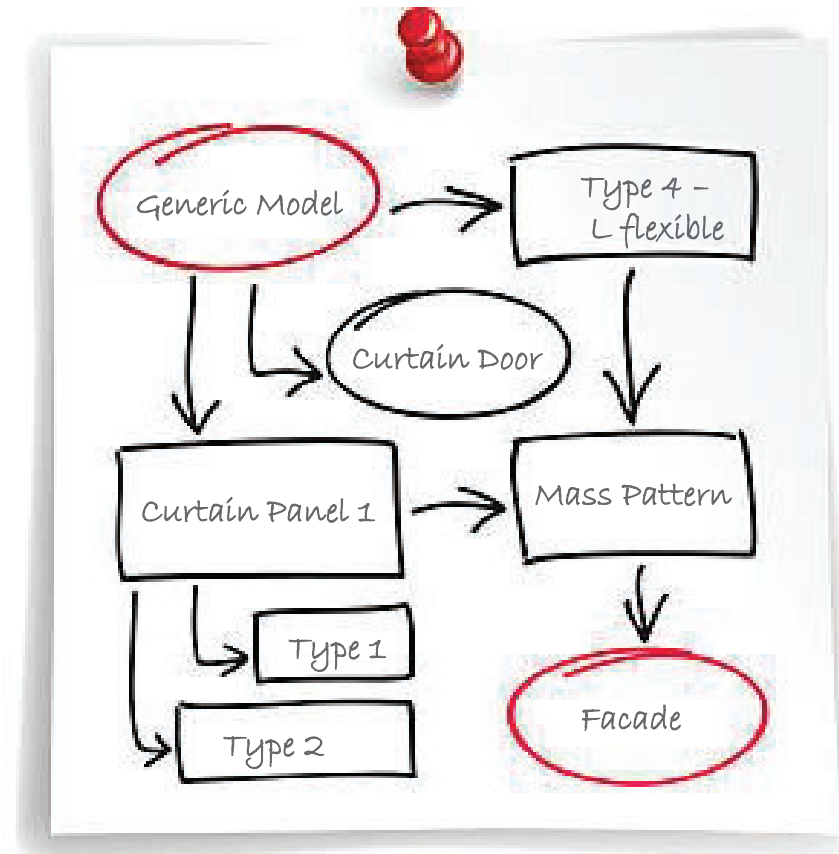 Generic Model
Type 4 -
L flexible
Curtain Door
Curtain Panel 1
Mass Pattern
Type 1
Type 2
Facade